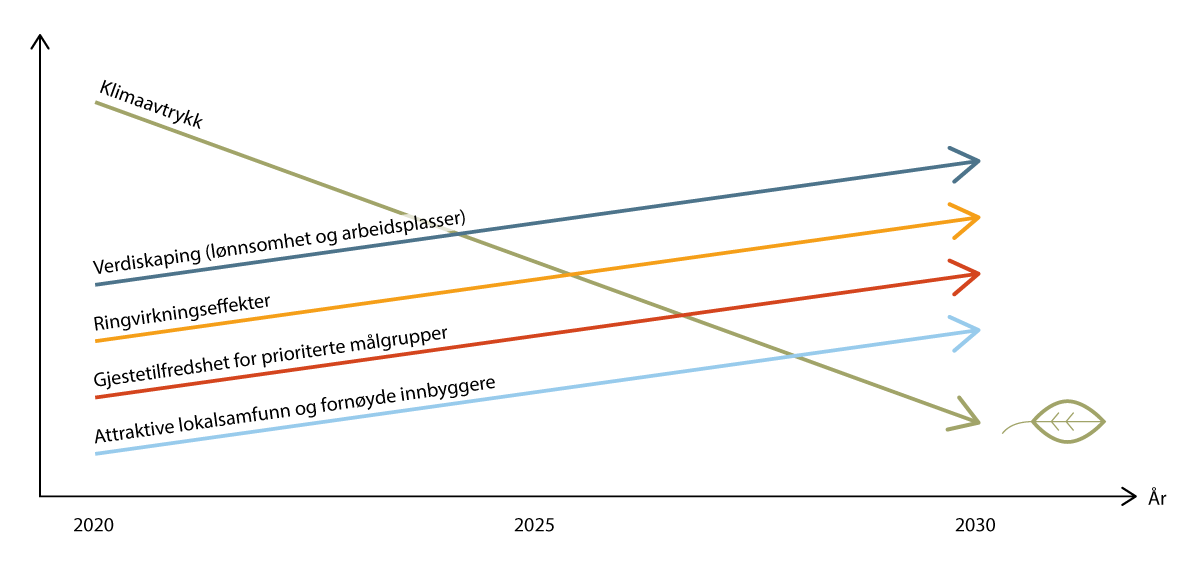 Klimaavtrykk
Verdiskaping (lønnsomhet og arbeidsplasser)
Ringvirkningseffekter
Gjestetilfredshet for prioriterte målgrupper
Attraktive lokalsamfunn og fornøyde innbyggere
År
2020
2025
2030